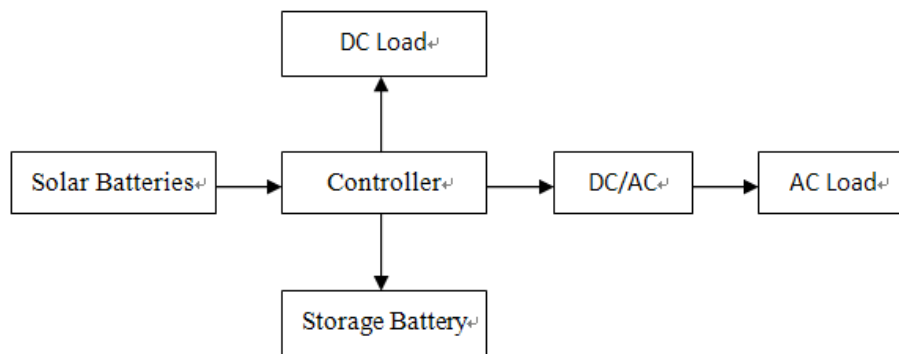 DC Load
Solar Batteries
Controller
DC/AC
AC Load
Storage Battery